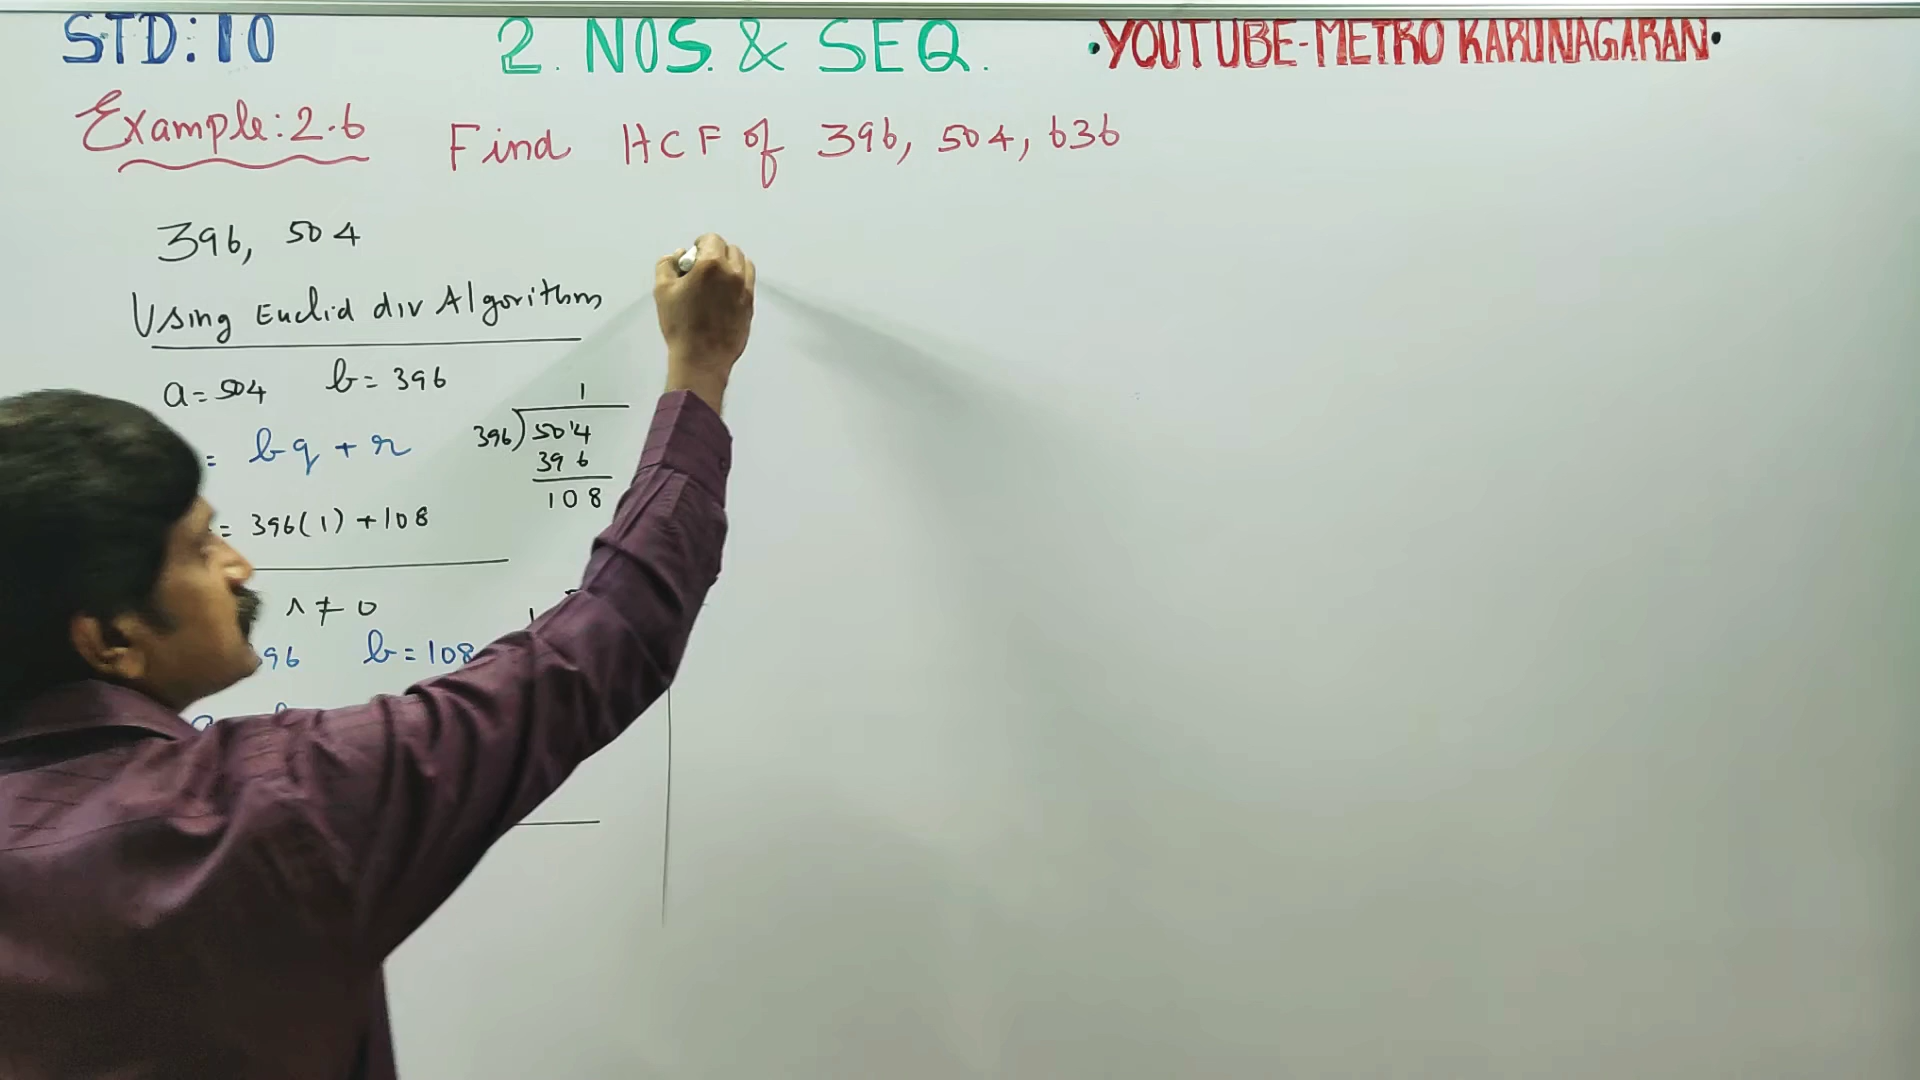 STD: 10
2. NOS. & SEQ.
•YOUTUBE-METRO KARUNAGARAN•
Example: 2.6
Find HCF of 396, 504, 636
396, 504
Using Euclid div Algorithm
a = 504 b = 396
= bq + r
= 396(1) + 108
1
396) 504
396
108
r ≠ 0
96 b = 108